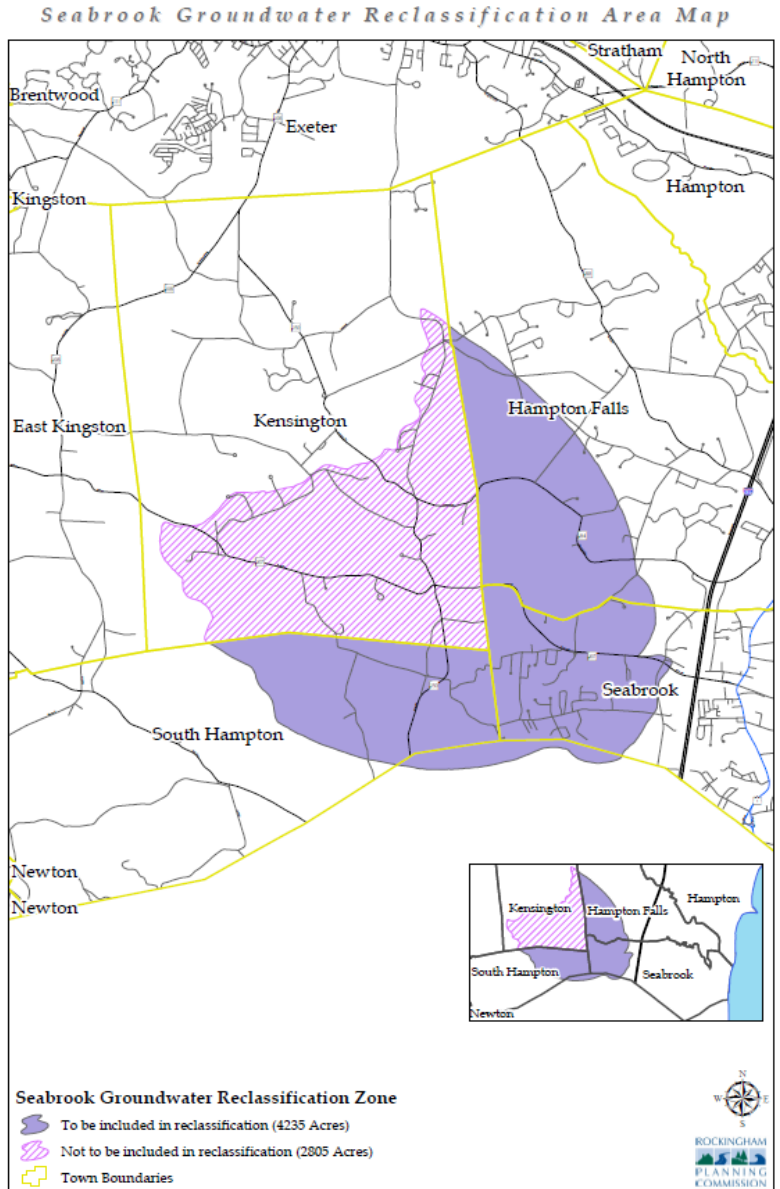 Seabrook Groundwater Reclassification Area Map
Stratham
North
Hampton
Brentwood
Exeter
Hampton
Kingston
Hampton Falls
East Kingston
Kensington
Seabrook
South Hampton
Newton
Newton
Hampton
Kensington
Hampton Falls
South Hampton
Seabrook
Newton
Seabrook Groundwater Reclassification Zone
To be included in reclassification (4235 Acres)
Not to be included in reclassification (2805 Acres)
Town Boundaries
N
W
E
S
ROCKINGHAM
PLANNING
COMMISSION